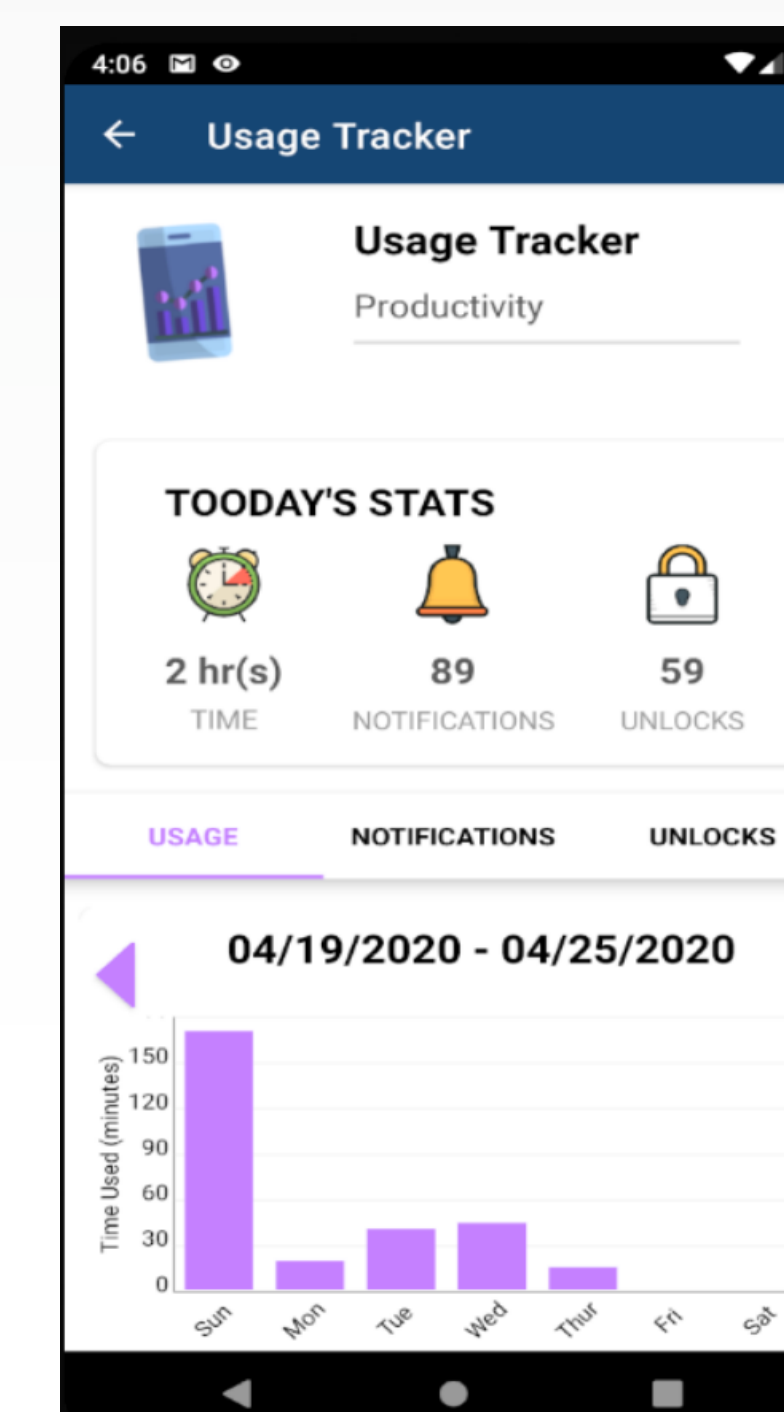 4:06
Usage Tracker
Usage Tracker
Productivity
TOODAY'S STATS
2 hr(s) 89 59
TIME NOTIFICATIONS UNLOCKS
USAGE NOTIFICATIONS UNLOCKS
04/19/2020 - 04/25/2020
Time Used (minutes)
150
120
90
60
30
0
Sun Mon Tue Wed Thur Fri Sat